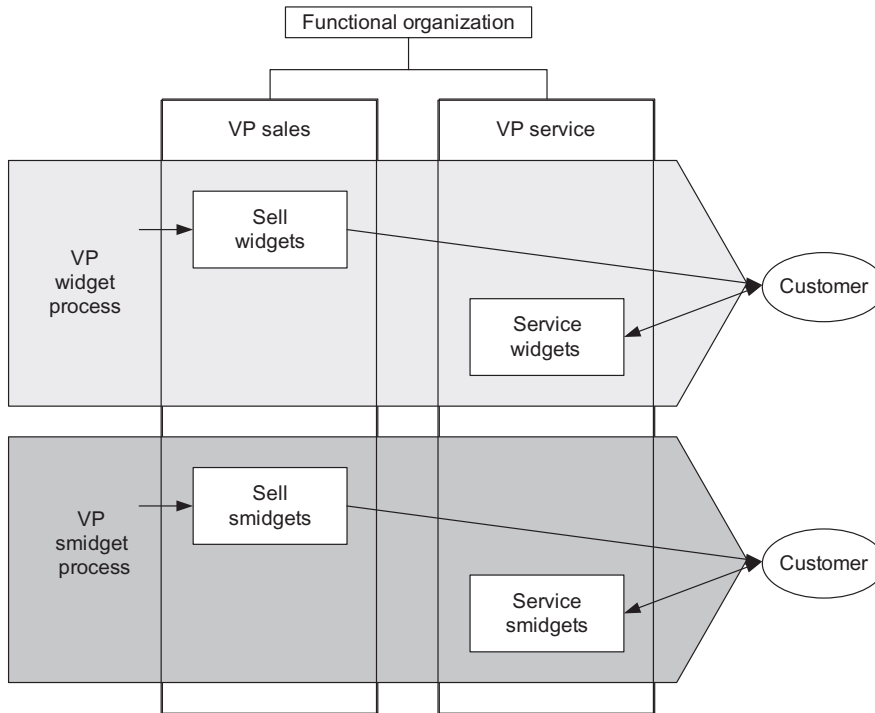 Functional organization
VP sales
VP service
VP
widget
process
Sell
widgets
Service
widgets
Customer
VP
smidget
process
Sell
smidgets
Service
smidgets
Customer